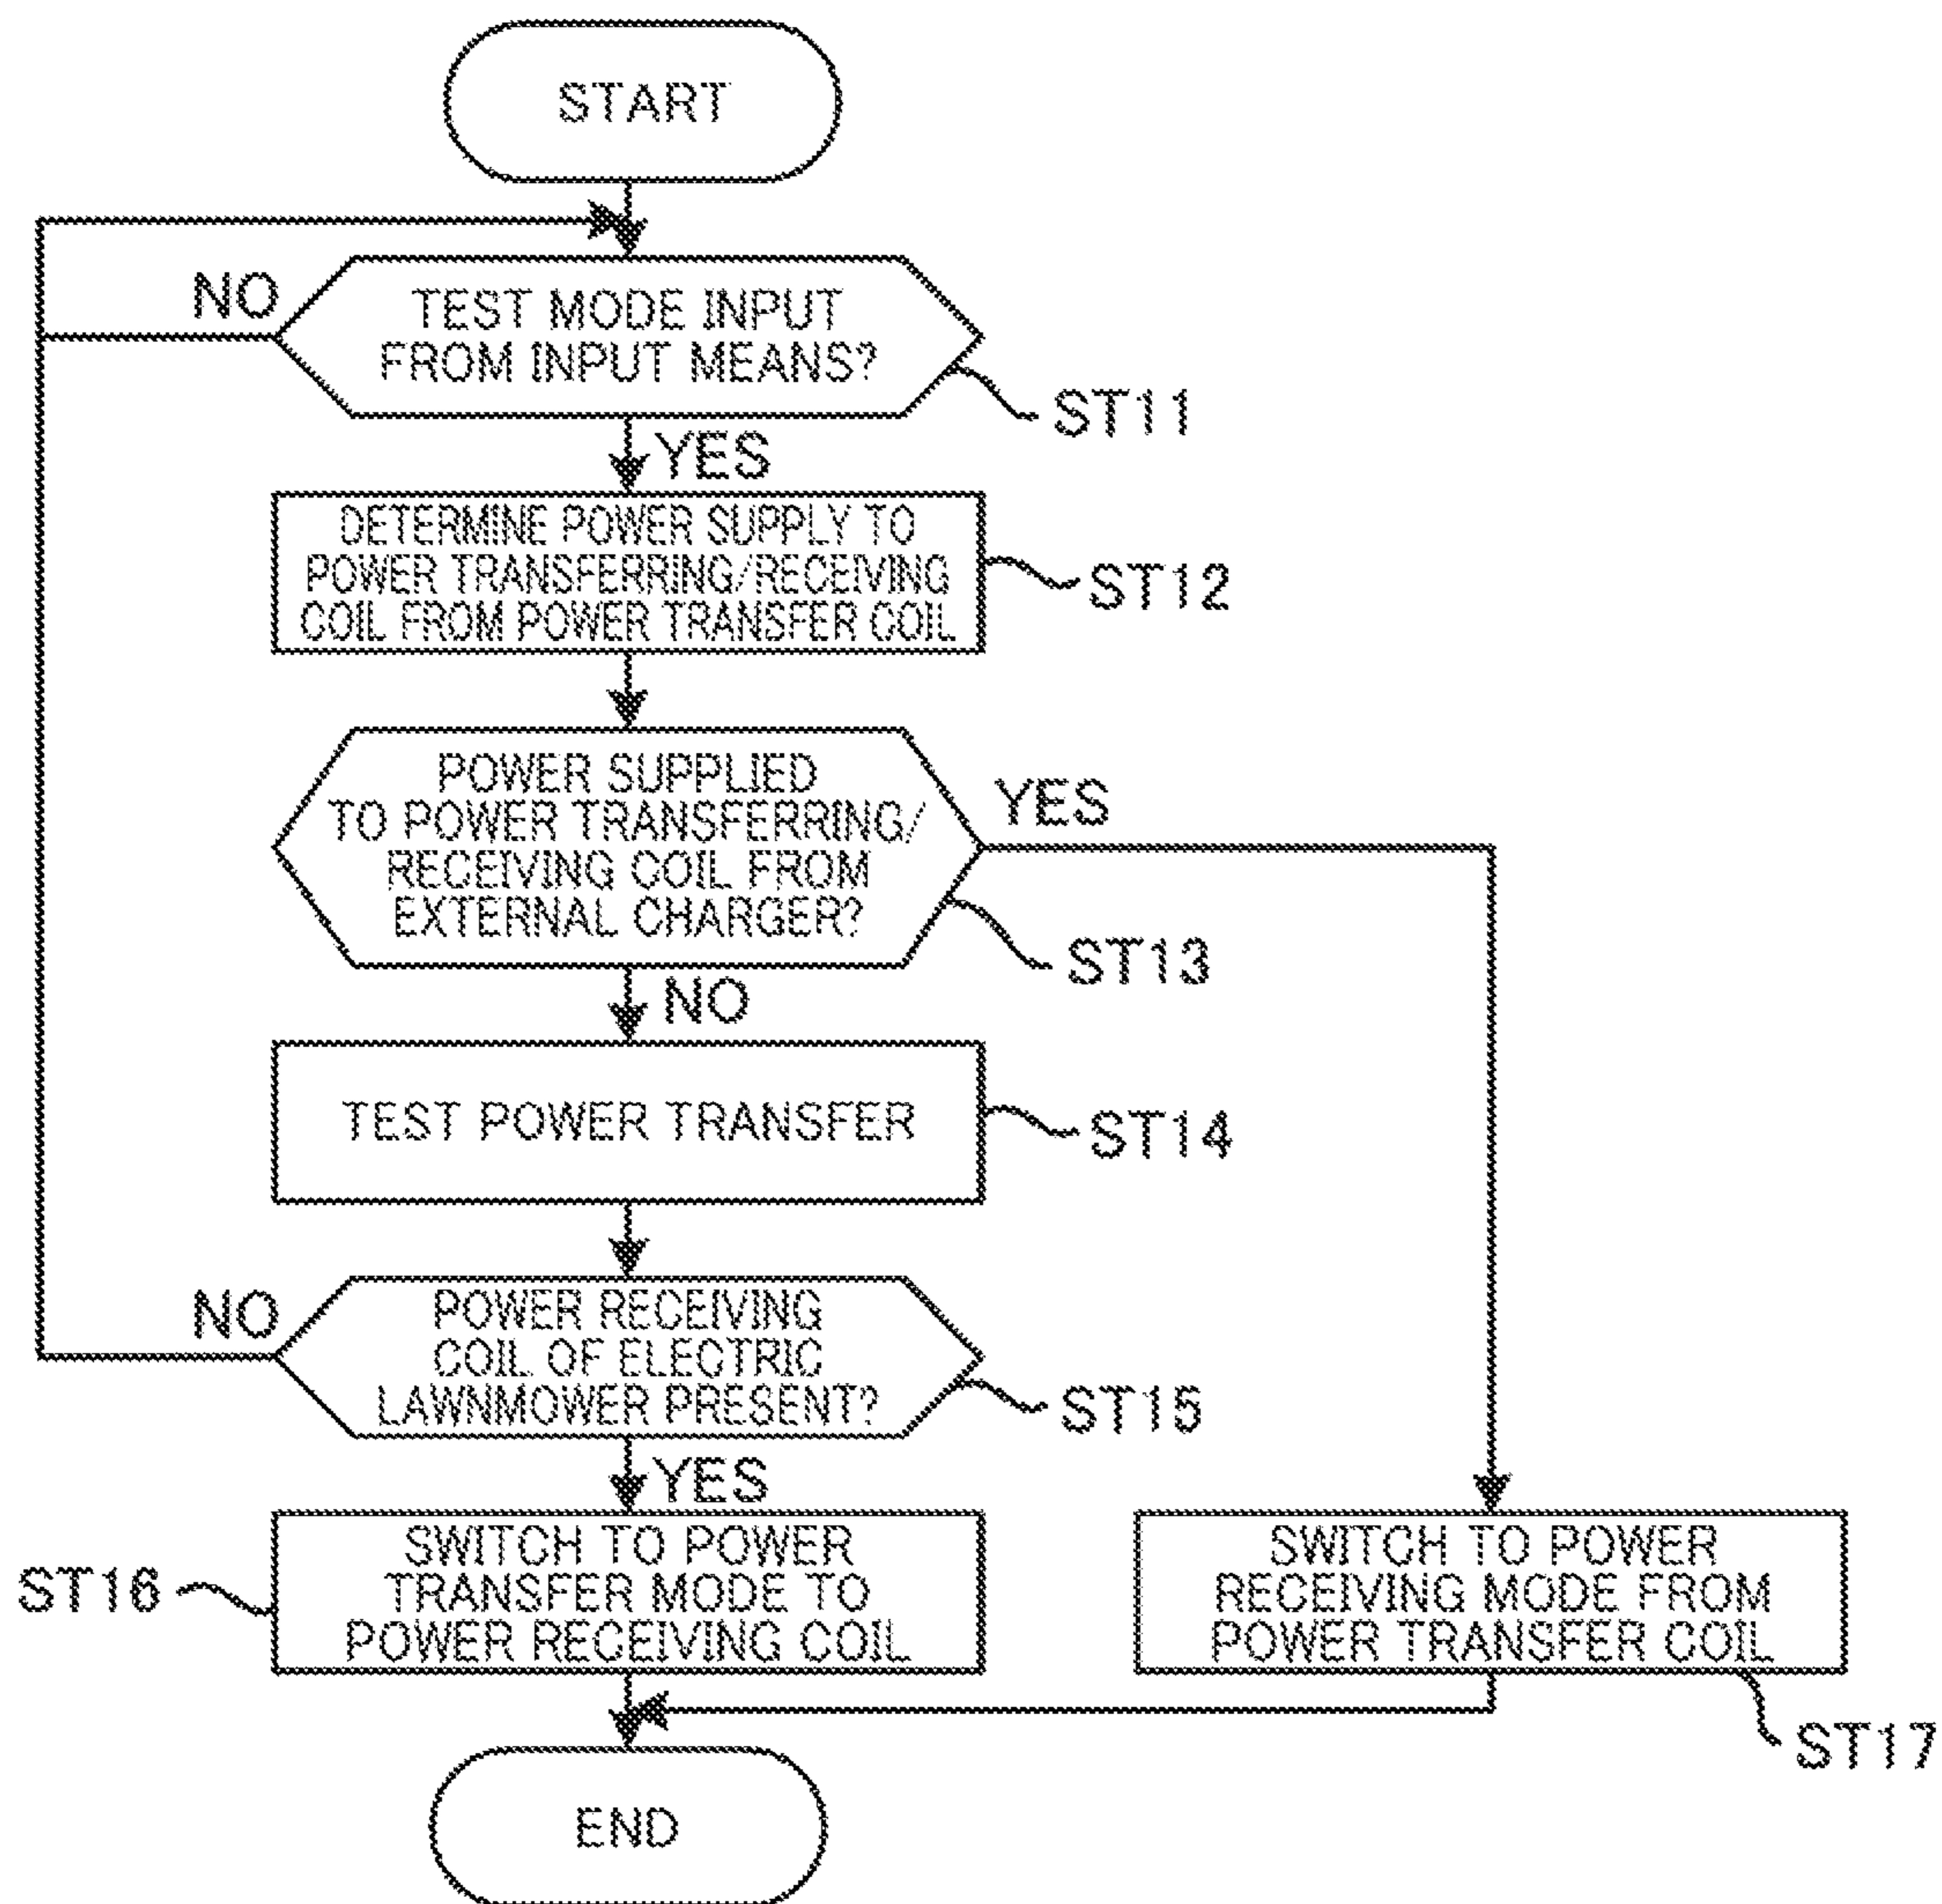 START
NO
TEST MODE INPUT
FROM INPUT MEANS?
ST11
YES
DETERMINE POWER SUPPLY TO
POWER TRANSFERRING/RECEIVING
COIL FROM POWER TRANSFER COIL
ST12
POWER SUPPLIED
TO POWER TRANSFERRING/
RECEIVING COIL FROM
EXTERNAL CHARGER?
YES
ST13
NO
TEST POWER TRANSFER
ST14
NO
POWER RECEIVING
COIL OF ELECTRIC
LAWNMOWER PRESENT?
ST15
YES
ST16
SWITCH TO POWER
TRANSFER MODE TO
POWER RECEIVING COIL
SWITCH TO POWER
RECEIVING MODE FROM
POWER TRANSFER COIL
ST17
END